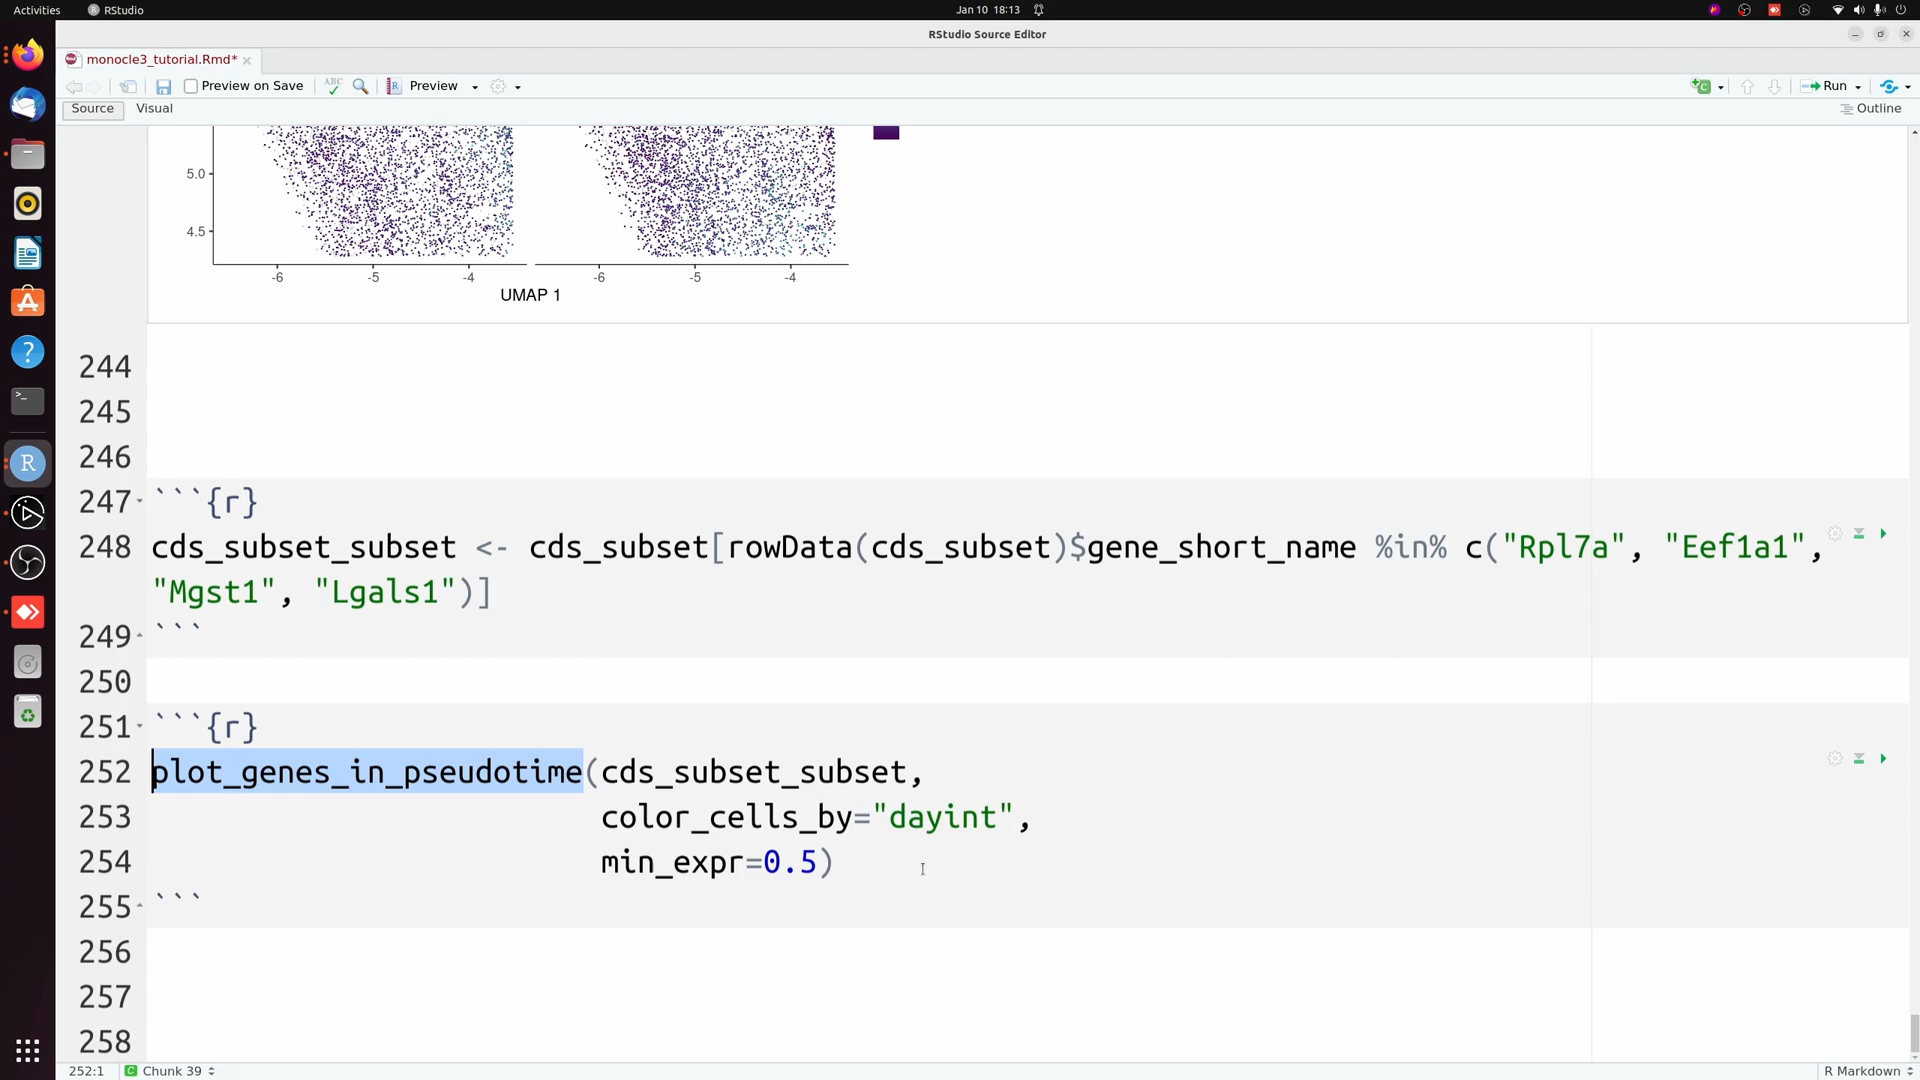 Activities RStudio Jan 10 18:13
RStudio Source Editor
monocle3_tutorial.Rmd*
Preview on Save ABC Preview Run
Source Visual Outline
5.0
4.5
-6 -5 -4 -6 -5 -4
UMAP 1
244
245
246
247 ```{r}
248 cds_subset_subset <- cds_subset[rowData(cds_subset)$gene_short_name %in% c("Rpl7a", "Eef1a1",
"Mgst1", "Lgals1")]
249 ```
250
251 ```{r}
252 plot_genes_in_pseudotime(cds_subset_subset,
253 color_cells_by="dayint",
254 min_expr=0.5)
255 ```
256
257
258
252:1 C Chunk 39 R Markdown